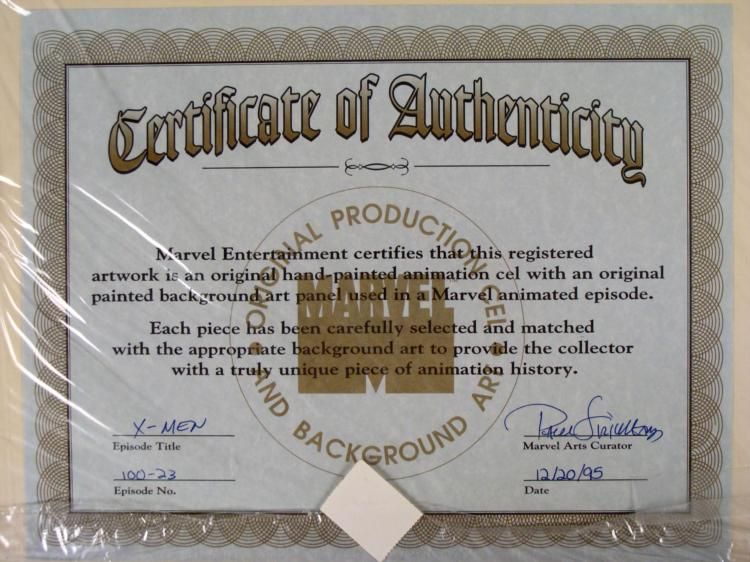 Certificate of Authenticity
ORIGINAL PRODUCTION CEL
AND BACKGROUND ART
MARVEL
Marvel Entertainment certifies that this registered
artwork is an original hand-painted animation cel with an original
painted background art panel used in a Marvel animated episode.
Each piece has been carefully selected and matched
with the appropriate background art to provide the collector
with a truly unique piece of animation history.
X-MEN
Episode Title
Marvel Arts Curator
100-23
12/20/95
Episode No.
Date